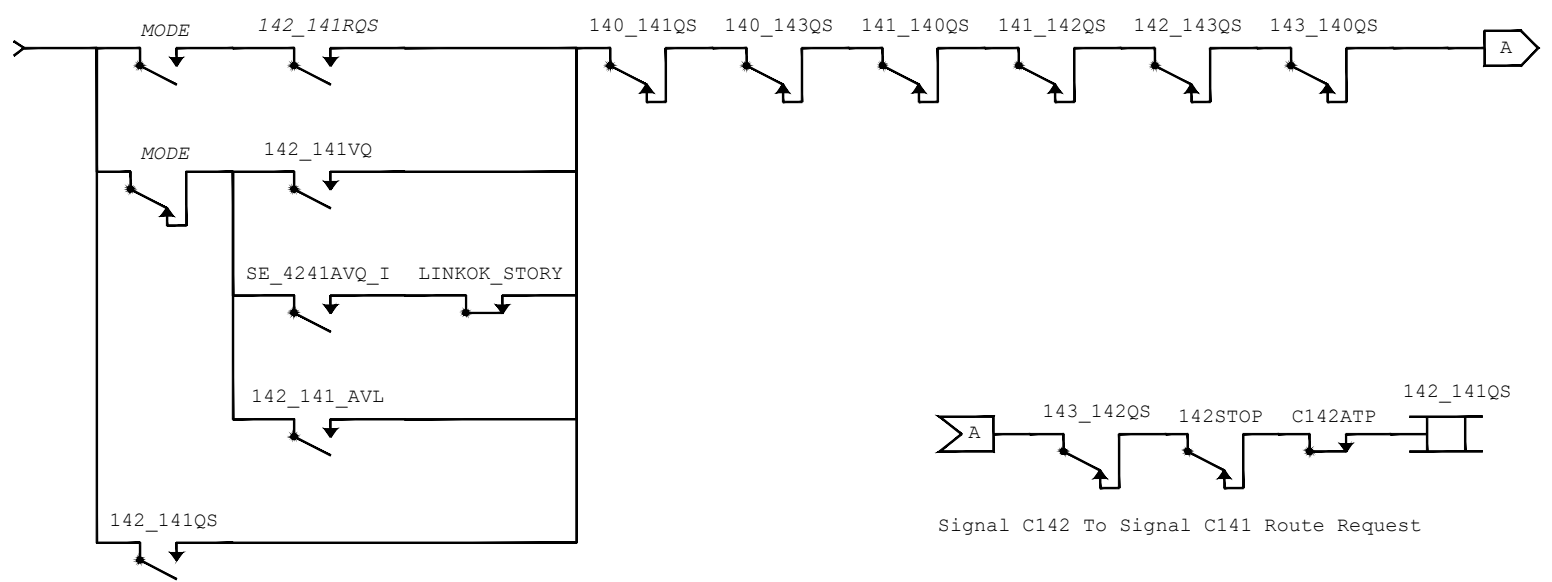 MODE 142_141RQS 140_141QS 140_143QS 141_140QS 141_142QS 142_143QS 143_140QS
A
MODE 142_141VQ
SE_4241AVQ_I LINKOK_STORY
142_141_AVL
142_141QS
143_142QS 142STOP C142ATP
A
142_141QS
Signal C142 To Signal C141 Route Request